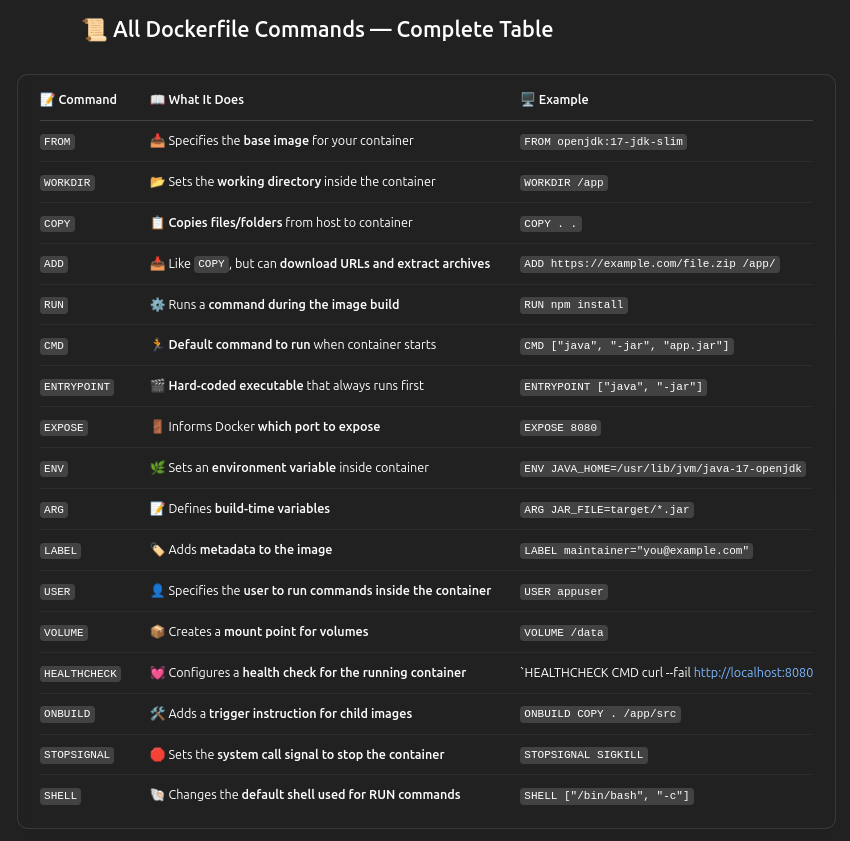 📜 All Dockerfile Commands — Complete Table
📝 Command 📖 What It Does 🖥️ Example
FROM 📥 Specifies the base image for your container FROM openjdk:17-jdk-slim
WORKDIR 📂 Sets the working directory inside the container WORKDIR /app
COPY 📋 Copies files/folders from host to container COPY . .
ADD 📥 Like COPY, but can download URLs and extract archives ADD https://example.com/file.zip /app/
RUN ⚙️ Runs a command during the image build RUN npm install
CMD 🏃 Default command to run when container starts CMD ["java", "-jar", "app.jar"]
ENTRYPOINT 🎬 Hard-coded executable that always runs first ENTRYPOINT ["java", "-jar"]
EXPOSE 🚪 Informs Docker which port to expose EXPOSE 8080
ENV 🌿 Sets an environment variable inside container ENV JAVA_HOME=/usr/lib/jvm/java-17-openjdk
ARG 📝 Defines build-time variables ARG JAR_FILE=target/*.jar
LABEL 🏷️ Adds metadata to the image LABEL maintainer="you@example.com"
USER 👤 Specifies the user to run commands inside the container USER appuser
VOLUME 📦 Creates a mount point for volumes VOLUME /data
HEALTHCHECK 💓 Configures a health check for the running container `HEALTHCHECK CMD curl --fail http://localhost:8080
ONBUILD 🛠️ Adds a trigger instruction for child images ONBUILD COPY . /app/src
STOPSIGNAL 🛑 Sets the system call signal to stop the container STOPSIGNAL SIGKILL
SHELL 🐚 Changes the default shell used for RUN commands SHELL ["/bin/bash", "-c"]